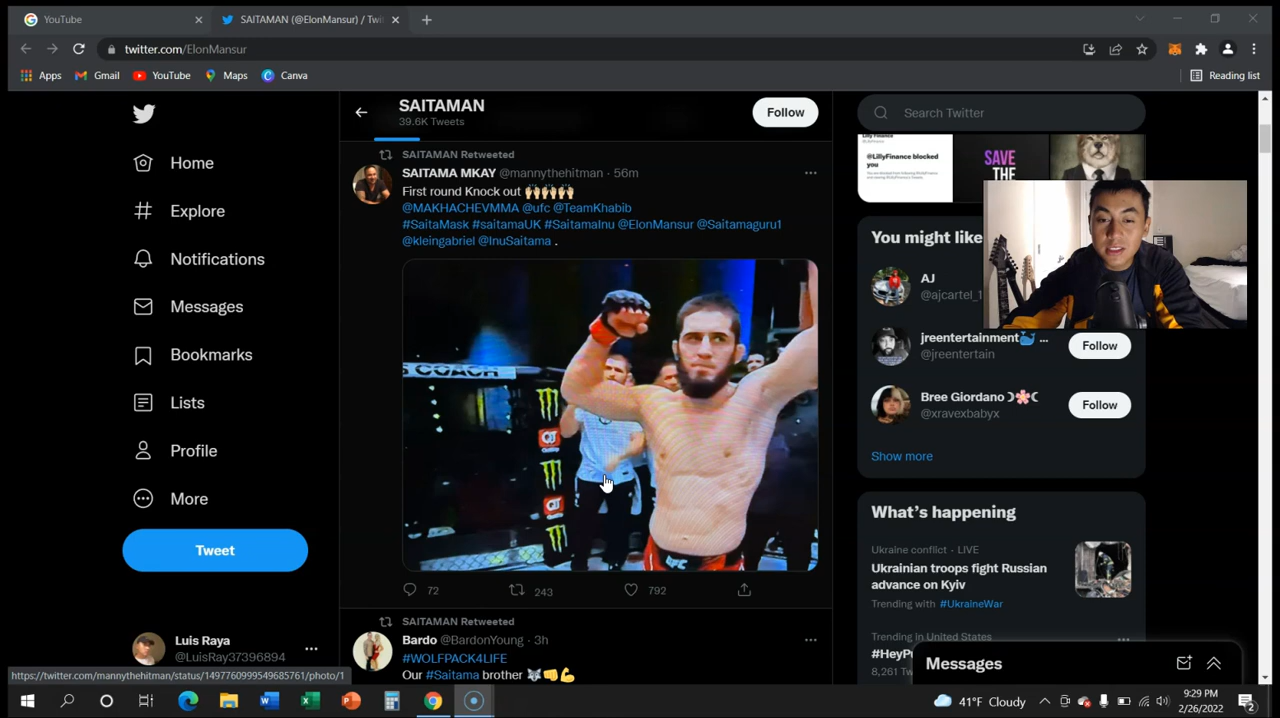 YouTube
SAITAMAN (@ElonMansur) / Twi
twitter.com/ElonMansur
Apps
Gmail
YouTube
Maps
Canva
Reading list
SAITAMAN
39.6K Tweets
Follow
Search Twitter
Home
Explore
Notifications
Messages
Bookmarks
Lists
Profile
More
Tweet
Luis Raya
@LuisRay37396894
SAITAMAN Retweeted
SAITAMA MKAY @mannythehitman · 56m
First round Knock out 🙌🏼🙌🏼🙌🏼🙌🏼
@MAKHACHEVMMA @ufc @TeamKhabib
#SaitaMask #saitamaUK #SaitamaInu @ElonMansur @Saitamaguru1
@kleingabriel @InuSaitama .
S COACH
UFC
72
243
792
SAITAMAN Retweeted
Bardo @BardonYoung · 3h
#WOLFPACK4LIFE
Our #Saitama brother 🐺👊💪
Lilly Finance
@LillyFinance blocked
you
SAVE
THE
You might like
AJ
@ajcartel_1
jreentertainment🐳 ...
@jreentertain
Follow
Bree Giordano☽🌸☾
@xravexbabyx
Follow
Show more
What's happening
Ukraine conflict · LIVE
Ukrainian troops fight Russian
advance on Kyiv
Trending with #UkraineWar
Trending in United States
#HeyP
8,261 Tw
Messages
https://twitter.com/mannythehitman/status/1497760999549685761/photo/1
41°F Cloudy
9:29 PM
2/26/2022
2